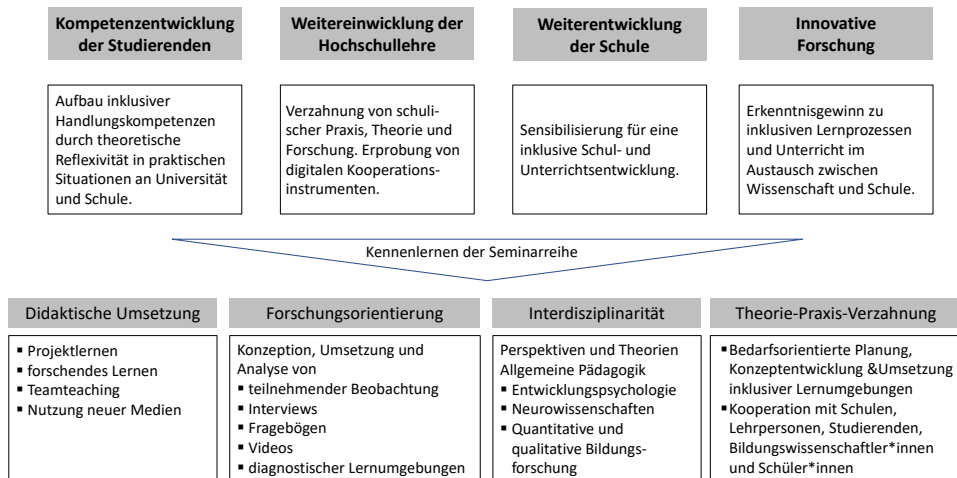 Kompetenzentwicklung
der Studierenden
Weitereinwicklung der
Hochschullehre
Weiterentwicklung
der Schule
Innovative
Forschung
Aufbau inklusiver
Handlungskompetenzen
durch theoretische
Reflexivität in praktischen
Situationen an Universität
und Schule.
Verzahnung von schuli-
scher Praxis, Theorie und
Forschung. Erprobung von
digitalen Kooperations-
instrumenten.
Sensibilisierung für eine
inklusive Schul- und
Unterrichtsentwicklung.
Erkenntnisgewinn zu
inklusiven Lernprozessen
und Unterricht im
Austausch zwischen
Wissenschaft und Schule.
Kennenlernen der Seminarreihe
Didaktische Umsetzung
▪ Projektlernen
▪ forschendes Lernen
▪ Teamteaching
▪ Nutzung neuer Medien
Forschungsorientierung
Konzeption, Umsetzung und
Analyse von
▪ teilnehmender Beobachtung
▪ Interviews
▪ Fragebögen
▪ Videos
▪ diagnostischer Lernumgebungen
Interdisziplinarität
Perspektiven und Theorien
Allgemeine Pädagogik
▪ Entwicklungspsychologie
▪ Neurowissenschaften
▪ Quantitative und
qualitative Bildungs-
forschung
Theorie-Praxis-Verzahnung
▪Bedarfsorientierte Planung,
Konzeptentwicklung &Umsetzung
inklusiver Lernumgebungen
▪Kooperation mit Schulen,
Lehrpersonen, Studierenden,
Bildungswissenschaftler*innen
und Schüler*innen